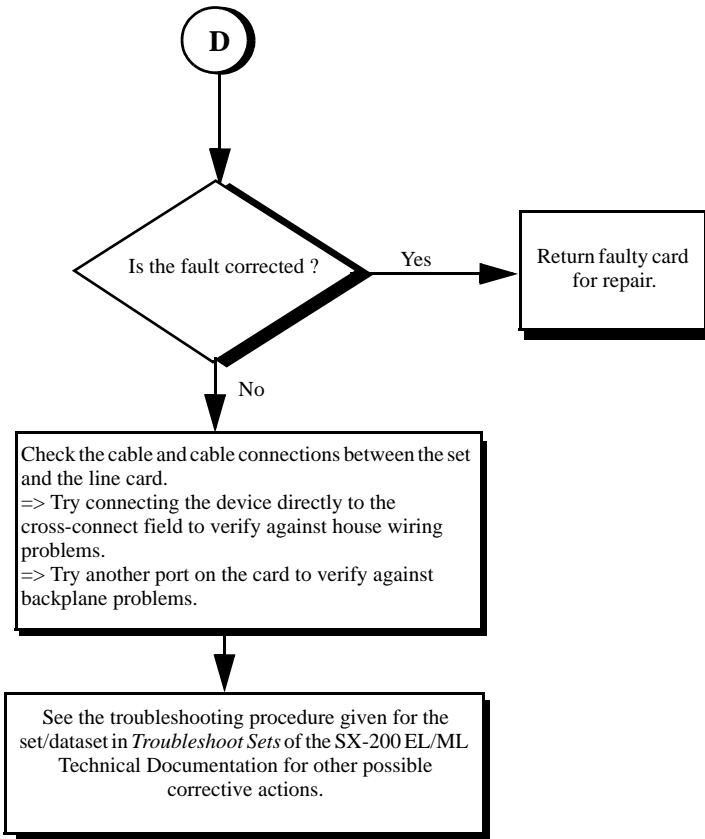 D
Is the fault corrected ?
Yes
Return faulty card
for repair.
No
Check the cable and cable connections between the set
and the line card.
=> Try connecting the device directly to the
cross-connect field to verify against house wiring
problems.
=> Try another port on the card to verify against
backplane problems.
See the troubleshooting procedure given for the
set/dataset in Troubleshoot Sets of the SX-200 EL/ML
Technical Documentation for other possible
corrective actions.